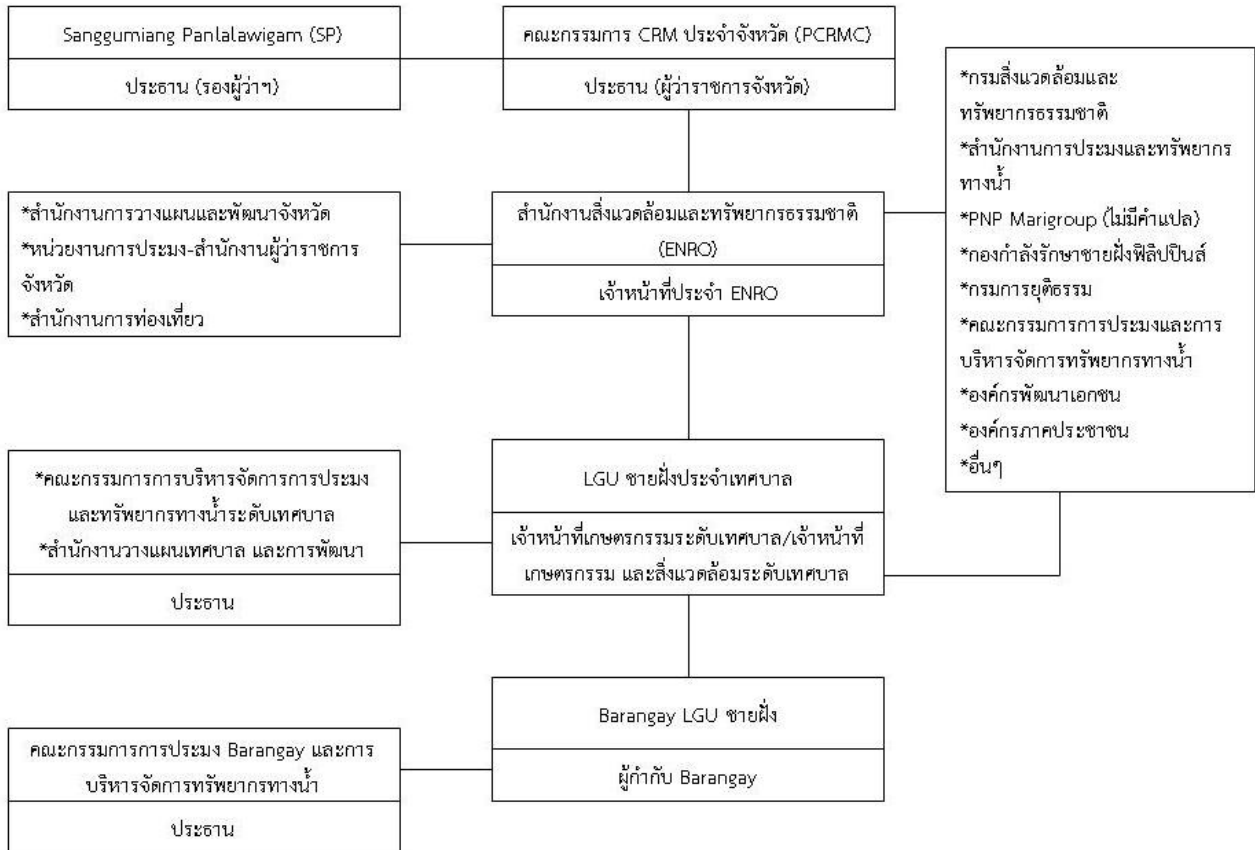 Sanggumiang Panlalawigam (SP)
ประธาน (รองผู้ว่าฯ)
คณะกรรมการ CRM ประจำจังหวัด (PCRMC)
ประธาน (ผู้ว่าราชการจังหวัด)
*กรมสิ่งแวดล้อมและ
ทรัพยากรธรรมชาติ
*สำนักงานการประมงและทรัพยากร
ทางน้ำ
*PNP Marigroup (ไม่มีคำแปล)
*กองกำลังรักษาชายฝั่งฟิลิปปินส์
*กรมการยุติธรรม
*คณะกรรมการการประมงและการ
บริหารจัดการทรัพยากรทางน้ำ
*องค์กรพัฒนาเอกชน
*องค์กรภาคประชาชน
*อื่นๆ
*สำนักงานการวางแผนและพัฒนาจังหวัด
*หน่วยงานการประมง-สำนักงานผู้ว่าราชการ
จังหวัด
*สำนักงานการท่องเที่ยว
สำนักงานสิ่งแวดล้อมและทรัพยากรธรรมชาติ
(ENRO)
เจ้าหน้าที่ประจำ ENRO
*คณะกรรมการการบริหารจัดการการประมง
และทรัพยากรทางน้ำระดับเทศบาล
*สำนักงานวางแผนเทศบาล และการพัฒนา
ประธาน
LGU ชายฝั่งประจำเทศบาล
เจ้าหน้าที่เกษตรกรรมระดับเทศบาล/เจ้าหน้าที่
เกษตรกรรม และสิ่งแวดล้อมระดับเทศบาล
Barangay LGU ชายฝั่ง
ผู้กำกับ Barangay
คณะกรรมการการประมง Barangay และการ
บริหารจัดการทรัพยากรทางน้ำ
ประธาน